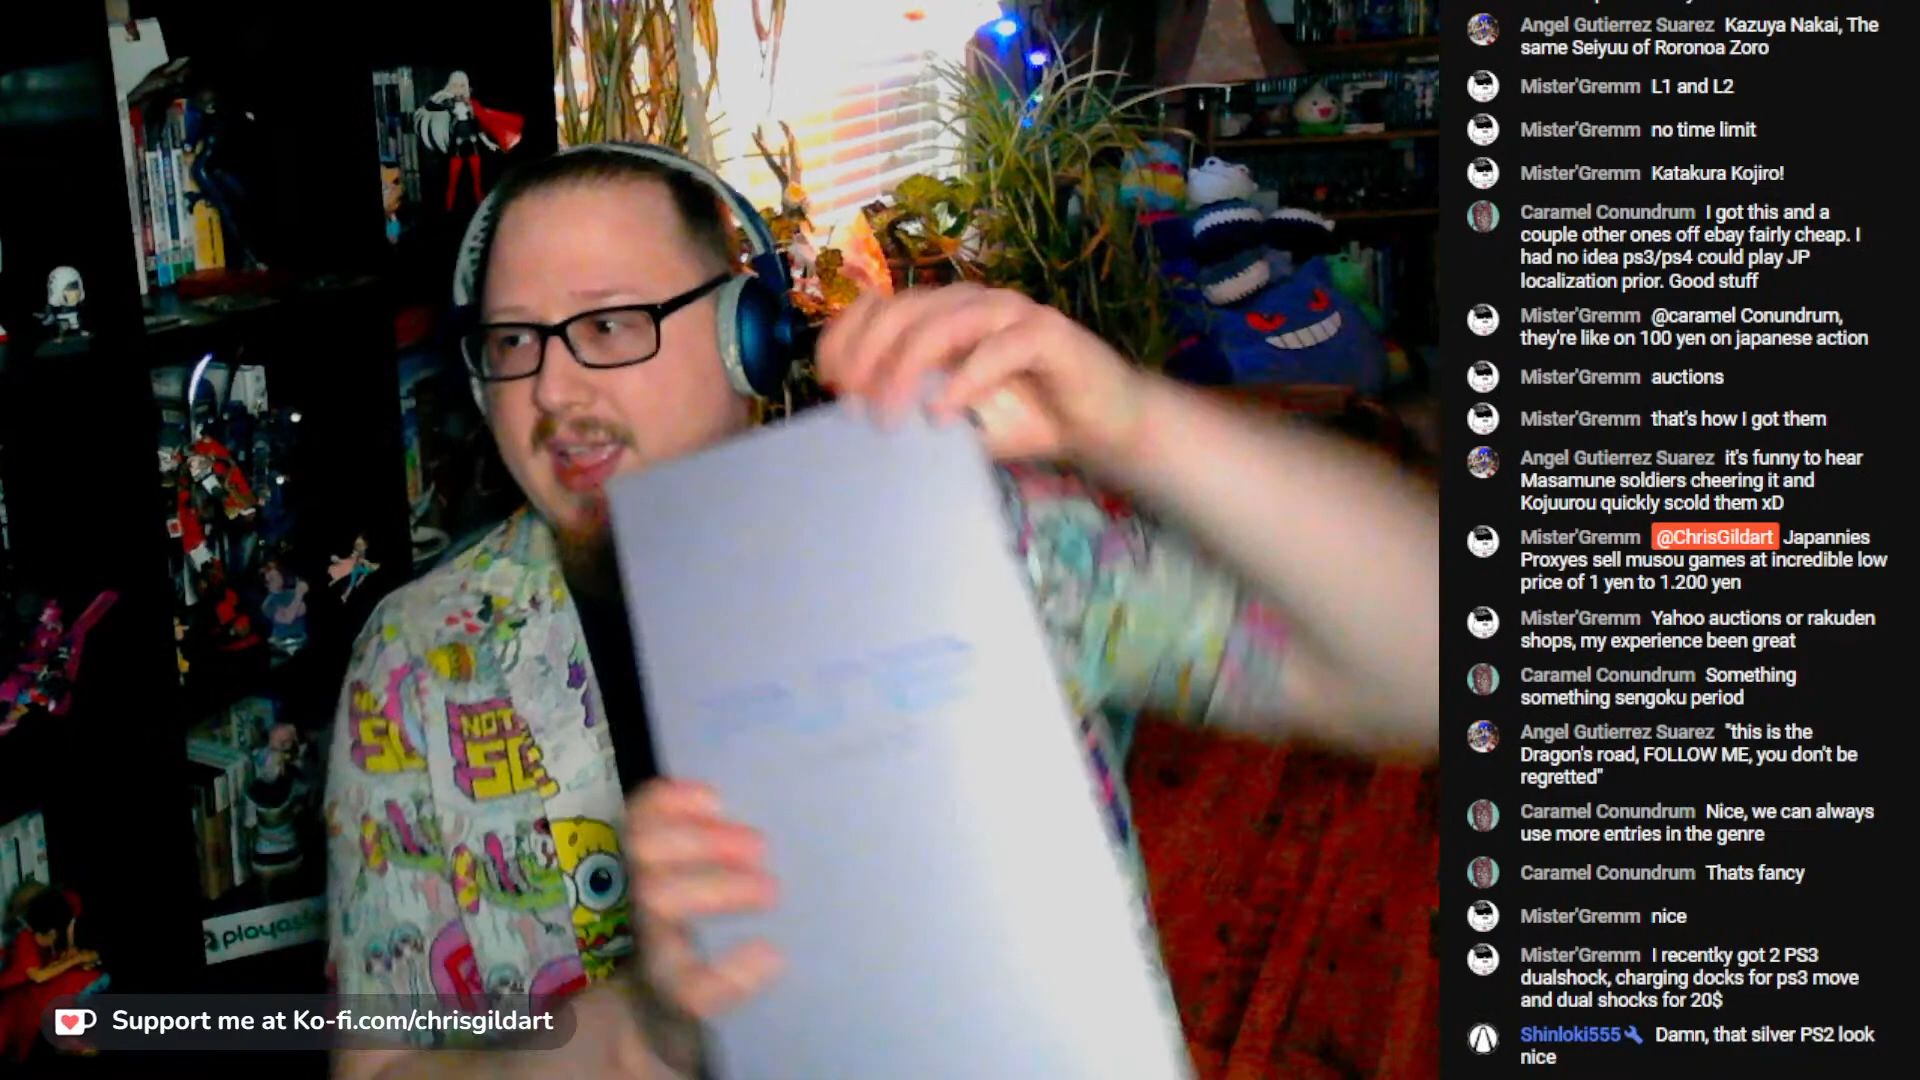 Angel Gutierrez Suarez Kazuya Nakai, The
same Seiyuu of Roronoa Zoro
Mister'Gremm L1 and L2
Mister'Gremm no time limit
Mister'Gremm Katakura Kojiro!
Caramel Conundrum I got this and a
couple other ones off ebay fairly cheap. I
had no idea ps3/ps4 could play JP
localization prior. Good stuff
Mister'Gremm @caramel Conundrum,
they're like on 100 yen on japanese action
Mister'Gremm auctions
Mister'Gremm that's how I got them
Angel Gutierrez Suarez it's funny to hear
Masamune soldiers cheering it and
Kojuurou quickly scold them xD
Mister'Gremm @ChrisGildart Japannies
Proxyes sell musou games at incredible low
price of 1 yen to 1.200 yen
Mister'Gremm Yahoo auctions or rakuden
shops, my experience been great
Caramel Conundrum Something
something sengoku period
Angel Gutierrez Suarez "this is the
Dragon's road, FOLLOW ME, you don't be
regretted"
Caramel Conundrum Nice, we can always
use more entries in the genre
Caramel Conundrum Thats fancy
Mister'Gremm nice
Mister'Gremm I recentky got 2 PS3
dualshock, charging docks for ps3 move
and dual shocks for 20$
Shinloki555 Damn, that silver PS2 look
nice
NOT
playas
Support me at Ko-fi.com/chrisgildart